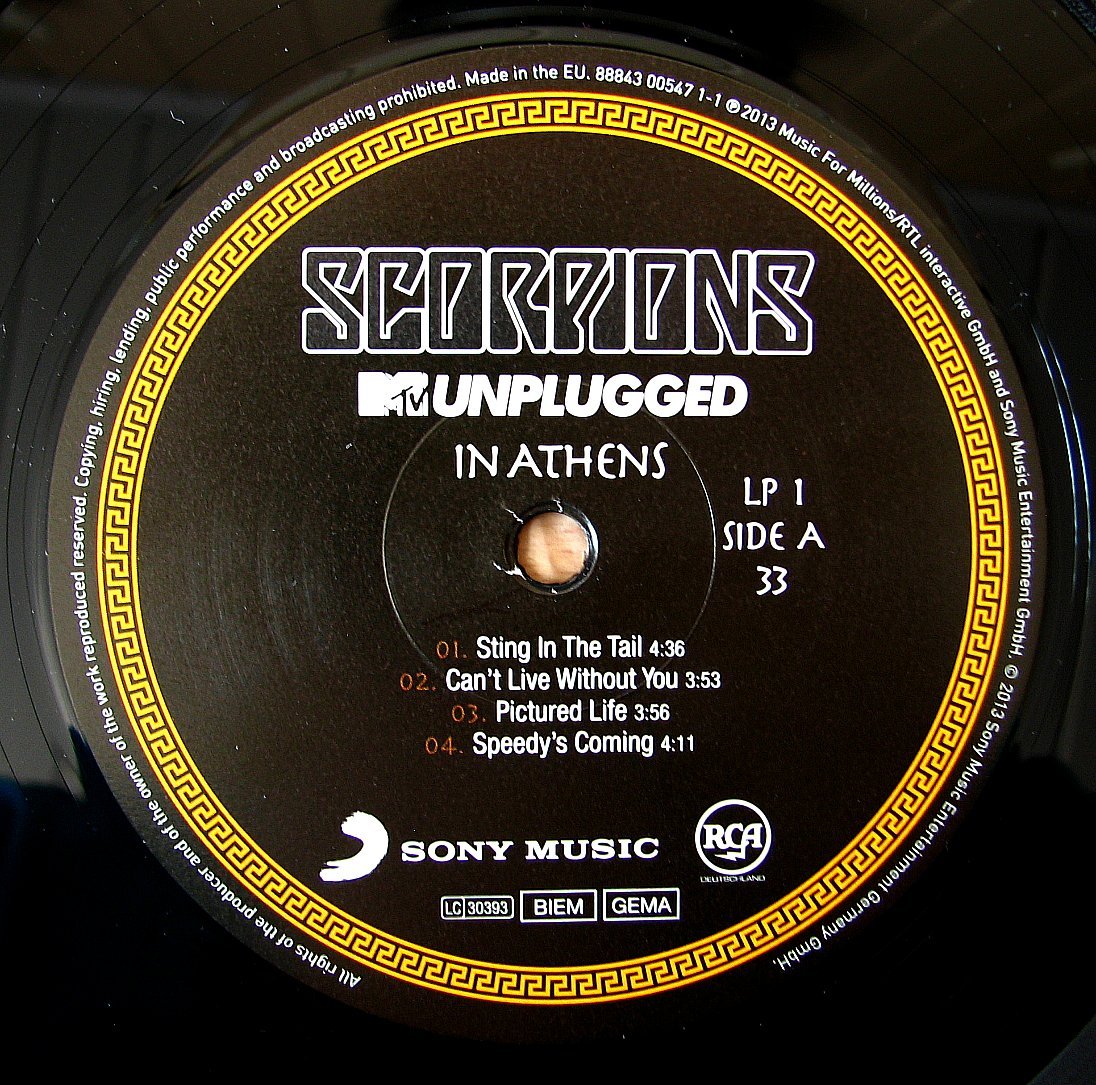 All rights of the producer and of the owner of the work reproduced reserved. Copying, hiring, lending, public performance and broadcasting prohibited. Made in the EU. 88843 00547 1-1 ℗ 2013 Music For Millions/RTL interactive GmbH and Sony Music Entertainment GmbH. © 2013 Sony Music Entertainment Germany GmbH.
SCORPIONS
MTV UNPLUGGED
IN ATHENS
LP 1
SIDE A
33
01. Sting In The Tail 4:36
02. Can't Live Without You 3:53
03. Pictured Life 3:56
04. Speedy's Coming 4:11
SONY MUSIC
RCA
DEUTSCHLAND
LC 30393 BIEM GEMA